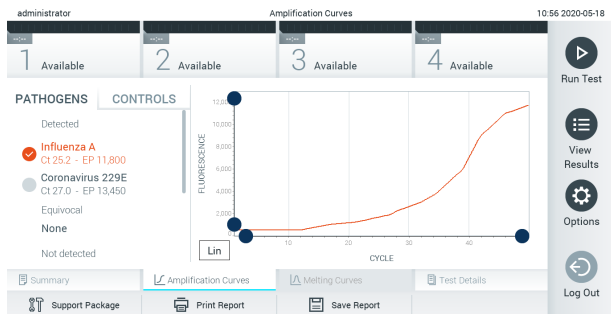 administrator Amplification Curves 10:56 2020-05-18
--:-- --:-- --:-- --:--
1 Available 2 Available 3 Available 4 Available
Run Test
PATHOGENS CONTROLS
Detected
Influenza A
Ct 25.2 - EP 11,800
Coronavirus 229E
Ct 27.0 - EP 13,450
Equivocal
None
Not detected
FLUORESCENCE
12,000
10,000
8,000
6,000
4,000
2,000
0
10 20 30 40
Lin
CYCLE
View
Results
Options
Log Out
Summary Amplification Curves Melting Curves Test Details
Support Package Print Report Save Report